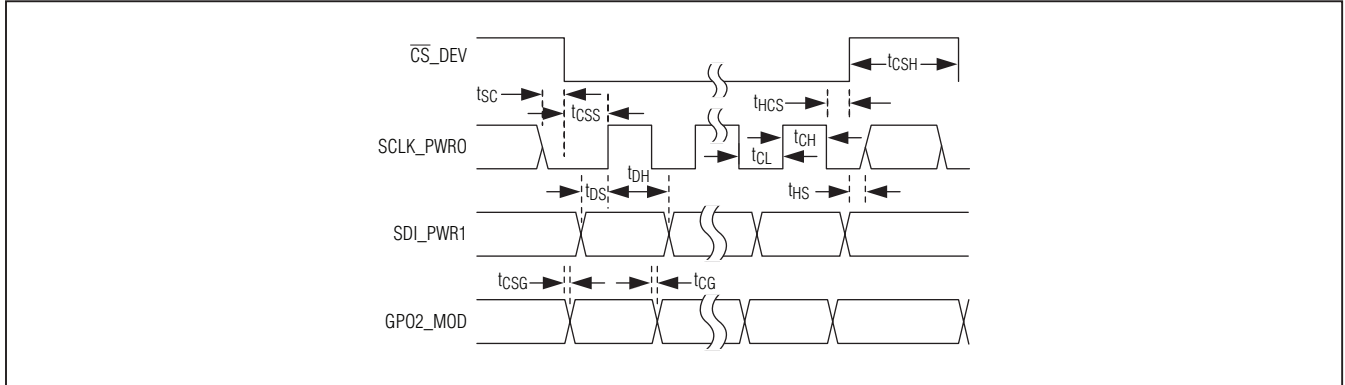 CS_DEV
tCSH
tSC
tCSS
tHCS
SCLK_PWR0
tCH
tCL
tDH
tDS
tHS
SDI_PWR1
tCSG
tCG
GPO2_MOD